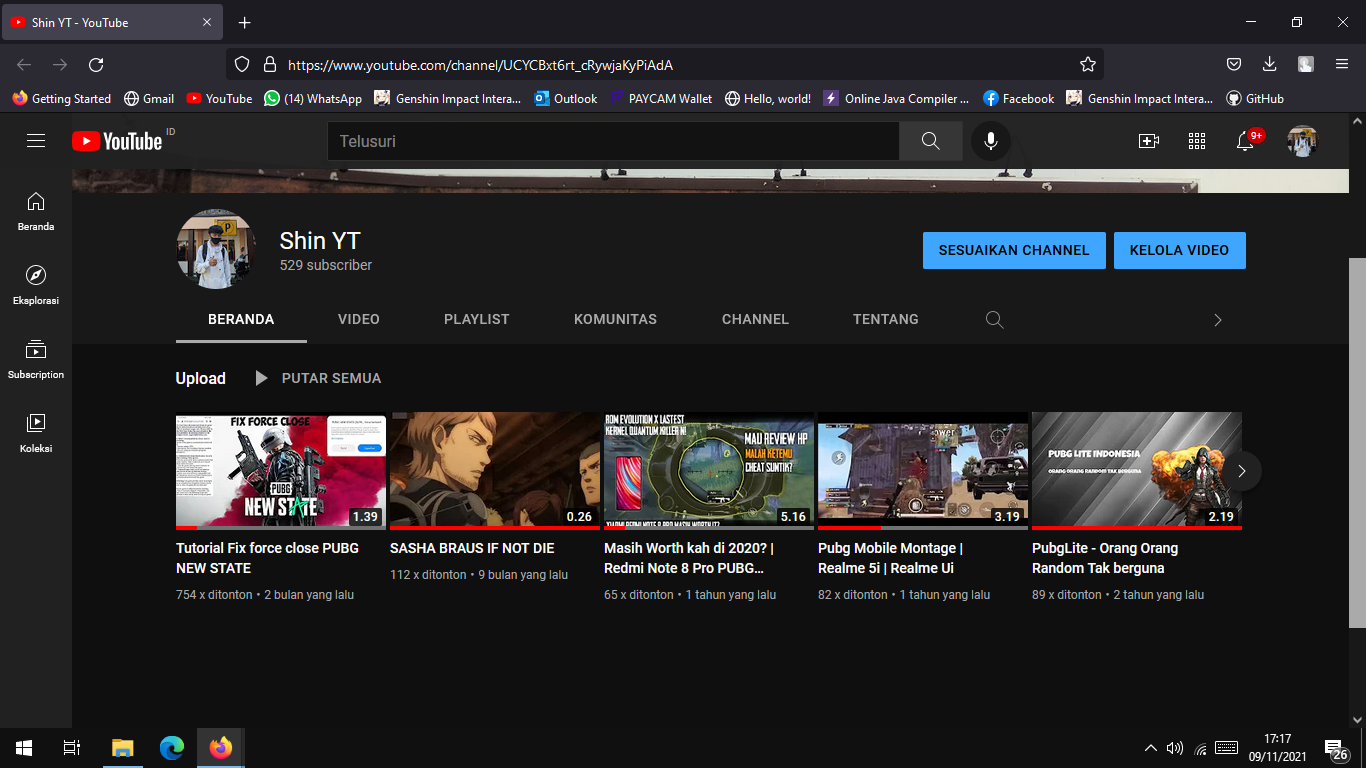 Shin YT - YouTube
https://www.youtube.com/channel/UCYCBxt6rt_cRywjaKyPiAdA
Getting Started
Gmail
YouTube
(14) WhatsApp
Genshin Impact Intera...
Outlook
PAYCAM Wallet
Hello, world!
Online Java Compiler ...
Facebook
Genshin Impact Intera...
GitHub
YouTube ID
Telusuri
9+
Beranda
Eksplorasi
Subscription
Koleksi
Shin YT
529 subscriber
SESUAIKAN CHANNEL
KELOLA VIDEO
BERANDA
VIDEO
PLAYLIST
KOMUNITAS
CHANNEL
TENTANG
Upload
PUTAR SEMUA
FIX FORCE CLOSE
PUBG
NEW STATE
1.39
Tutorial Fix force close PUBG
NEW STATE
754 x ditonton • 2 bulan yang lalu
0.26
SASHA BRAUS IF NOT DIE
112 x ditonton • 9 bulan yang lalu
ROM EVOLUTION X LASTEST
KERNEL QUANTUM KILLER N!
MAU REVIEW HP
MALAH KETEMU
CHEAT SUNTIK?
XIAOMI REDMI NOTE 8 PRO MASIH WORTH IT?
5.16
Masih Worth kah di 2020? |
Redmi Note 8 Pro PUBG...
65 x ditonton • 1 tahun yang lalu
3.19
Pubg Mobile Montage |
Realme 5i | Realme Ui
82 x ditonton • 1 tahun yang lalu
PUBG LITE INDONESIA
ORANG ORANG RANDOM TAK BERGUNA
2.19
PubgLite - Orang Orang
Random Tak berguna
89 x ditonton • 2 tahun yang lalu
17:17
09/11/2021
26